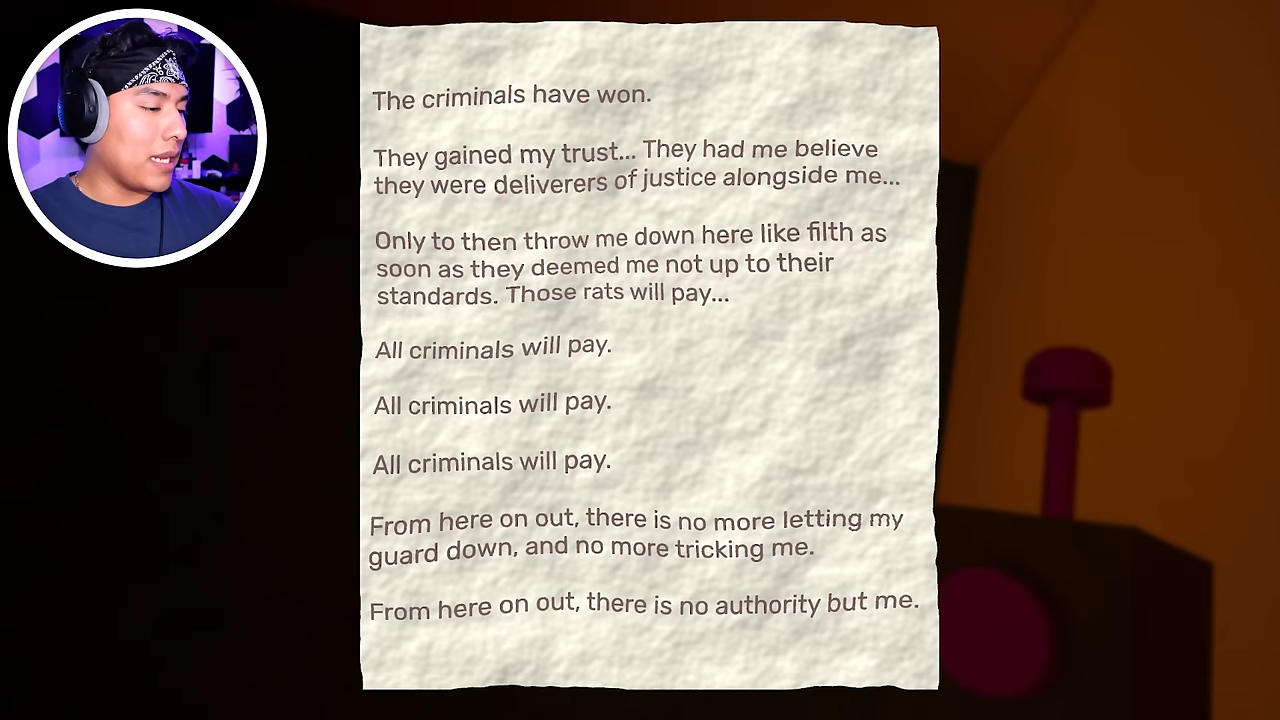 The criminals have won.
They gained my trust... They had me believe
they were deliverers of justice alongside me...
Only to then throw me down here like filth as
soon as they deemed me not up to their
standards. Those rats will pay...
All criminals will pay.
All criminals will pay.
All criminals will pay.
From here on out, there is no more letting my
guard down, and no more tricking me.
From here on out, there is no authority but me.